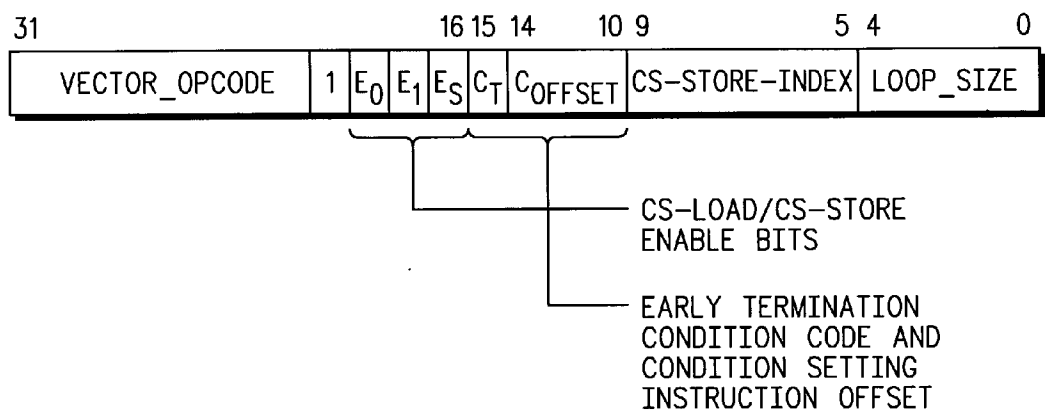 31 16 15 14 10 9 5 4 0
VECTOR_OPCODE 1 E0 E1 ES CT COFFSET CS-STORE-INDEX LOOP_SIZE
CS-LOAD/CS-STORE
ENABLE BITS
EARLY TERMINATION
CONDITION CODE AND
CONDITION SETTING
INSTRUCTION OFFSET